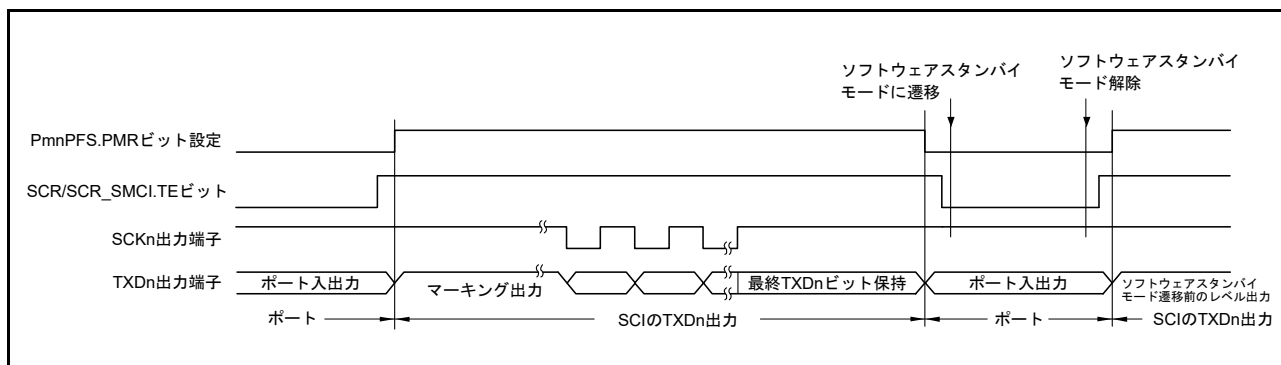 ソフトウェアスタンバイ
モードに遷移
ソフトウェアスタンバイ
モード解除
PmnPFS.PMRビット設定
SCR/SCR_SMCI.TEビット
SCKn出力端子
TXDn出力端子
ポート入出力
マーキング出力
最終TXDnビット保持
ポート入出力
ソフトウェアスタンバイ
モード遷移前のレベル出力
ポート
SCIのTXDn出力
ポート
SCIのTXDn出力